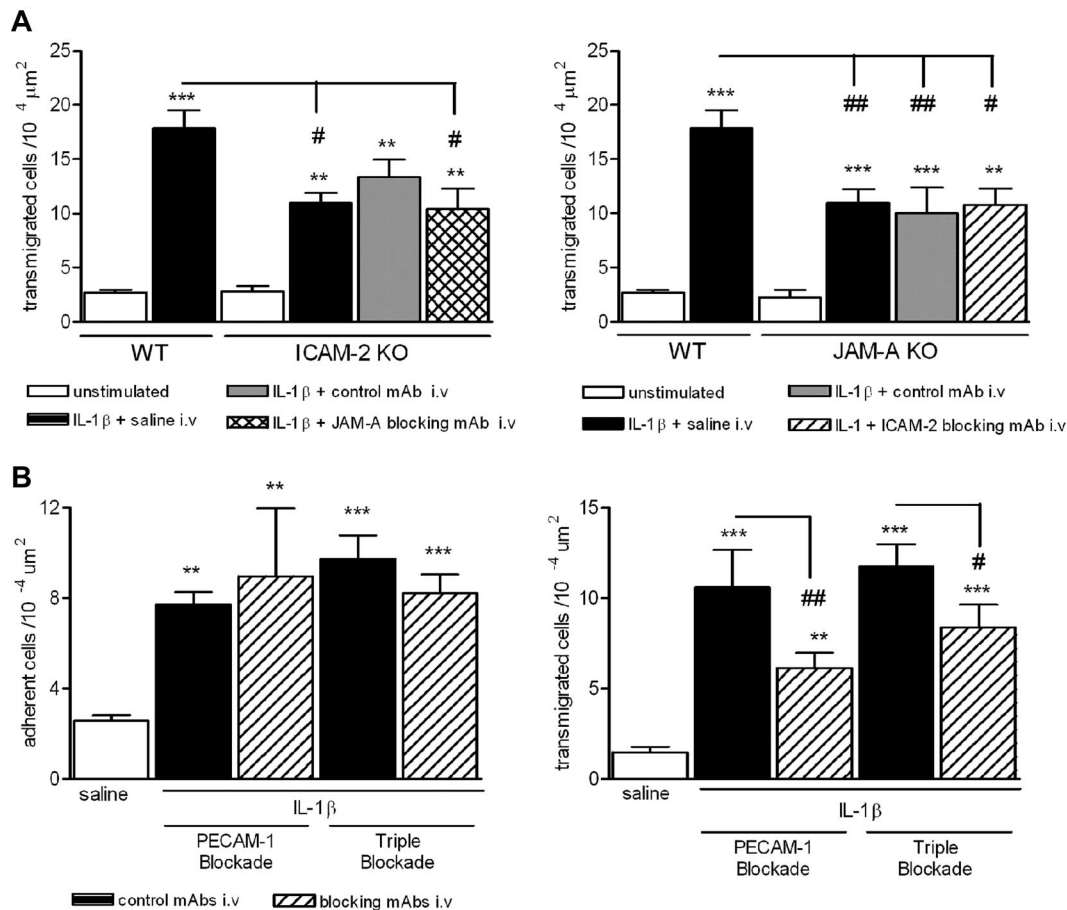 A
transmigrated cells /10 4 µm2
25
20
15
10
5
0
***
#
**
**
#
**
WT
ICAM-2 KO
unstimulated
IL-1β + saline i.v
IL-1β + control mAb i.v
IL-1β + JAM-A blocking mAb i.v
transmigrated cells /10 4 µm2
25
20
15
10
5
0
***
##
##
#
***
***
**
WT
JAM-A KO
unstimulated
IL-1β + saline i.v
IL-1β + control mAb i.v
IL-1 + ICAM-2 blocking mAb i.v
B
adherent cells /10 -4 um2
12
8
4
0
**
**
***
***
saline
IL-1β
PECAM-1
Blockade
Triple
Blockade
control mAbs i.v
blocking mAbs i.v
transmigrated cells /10 -4 um2
15
10
5
0
***
##
**
***
#
***
saline
IL-1β
PECAM-1
Blockade
Triple
Blockade